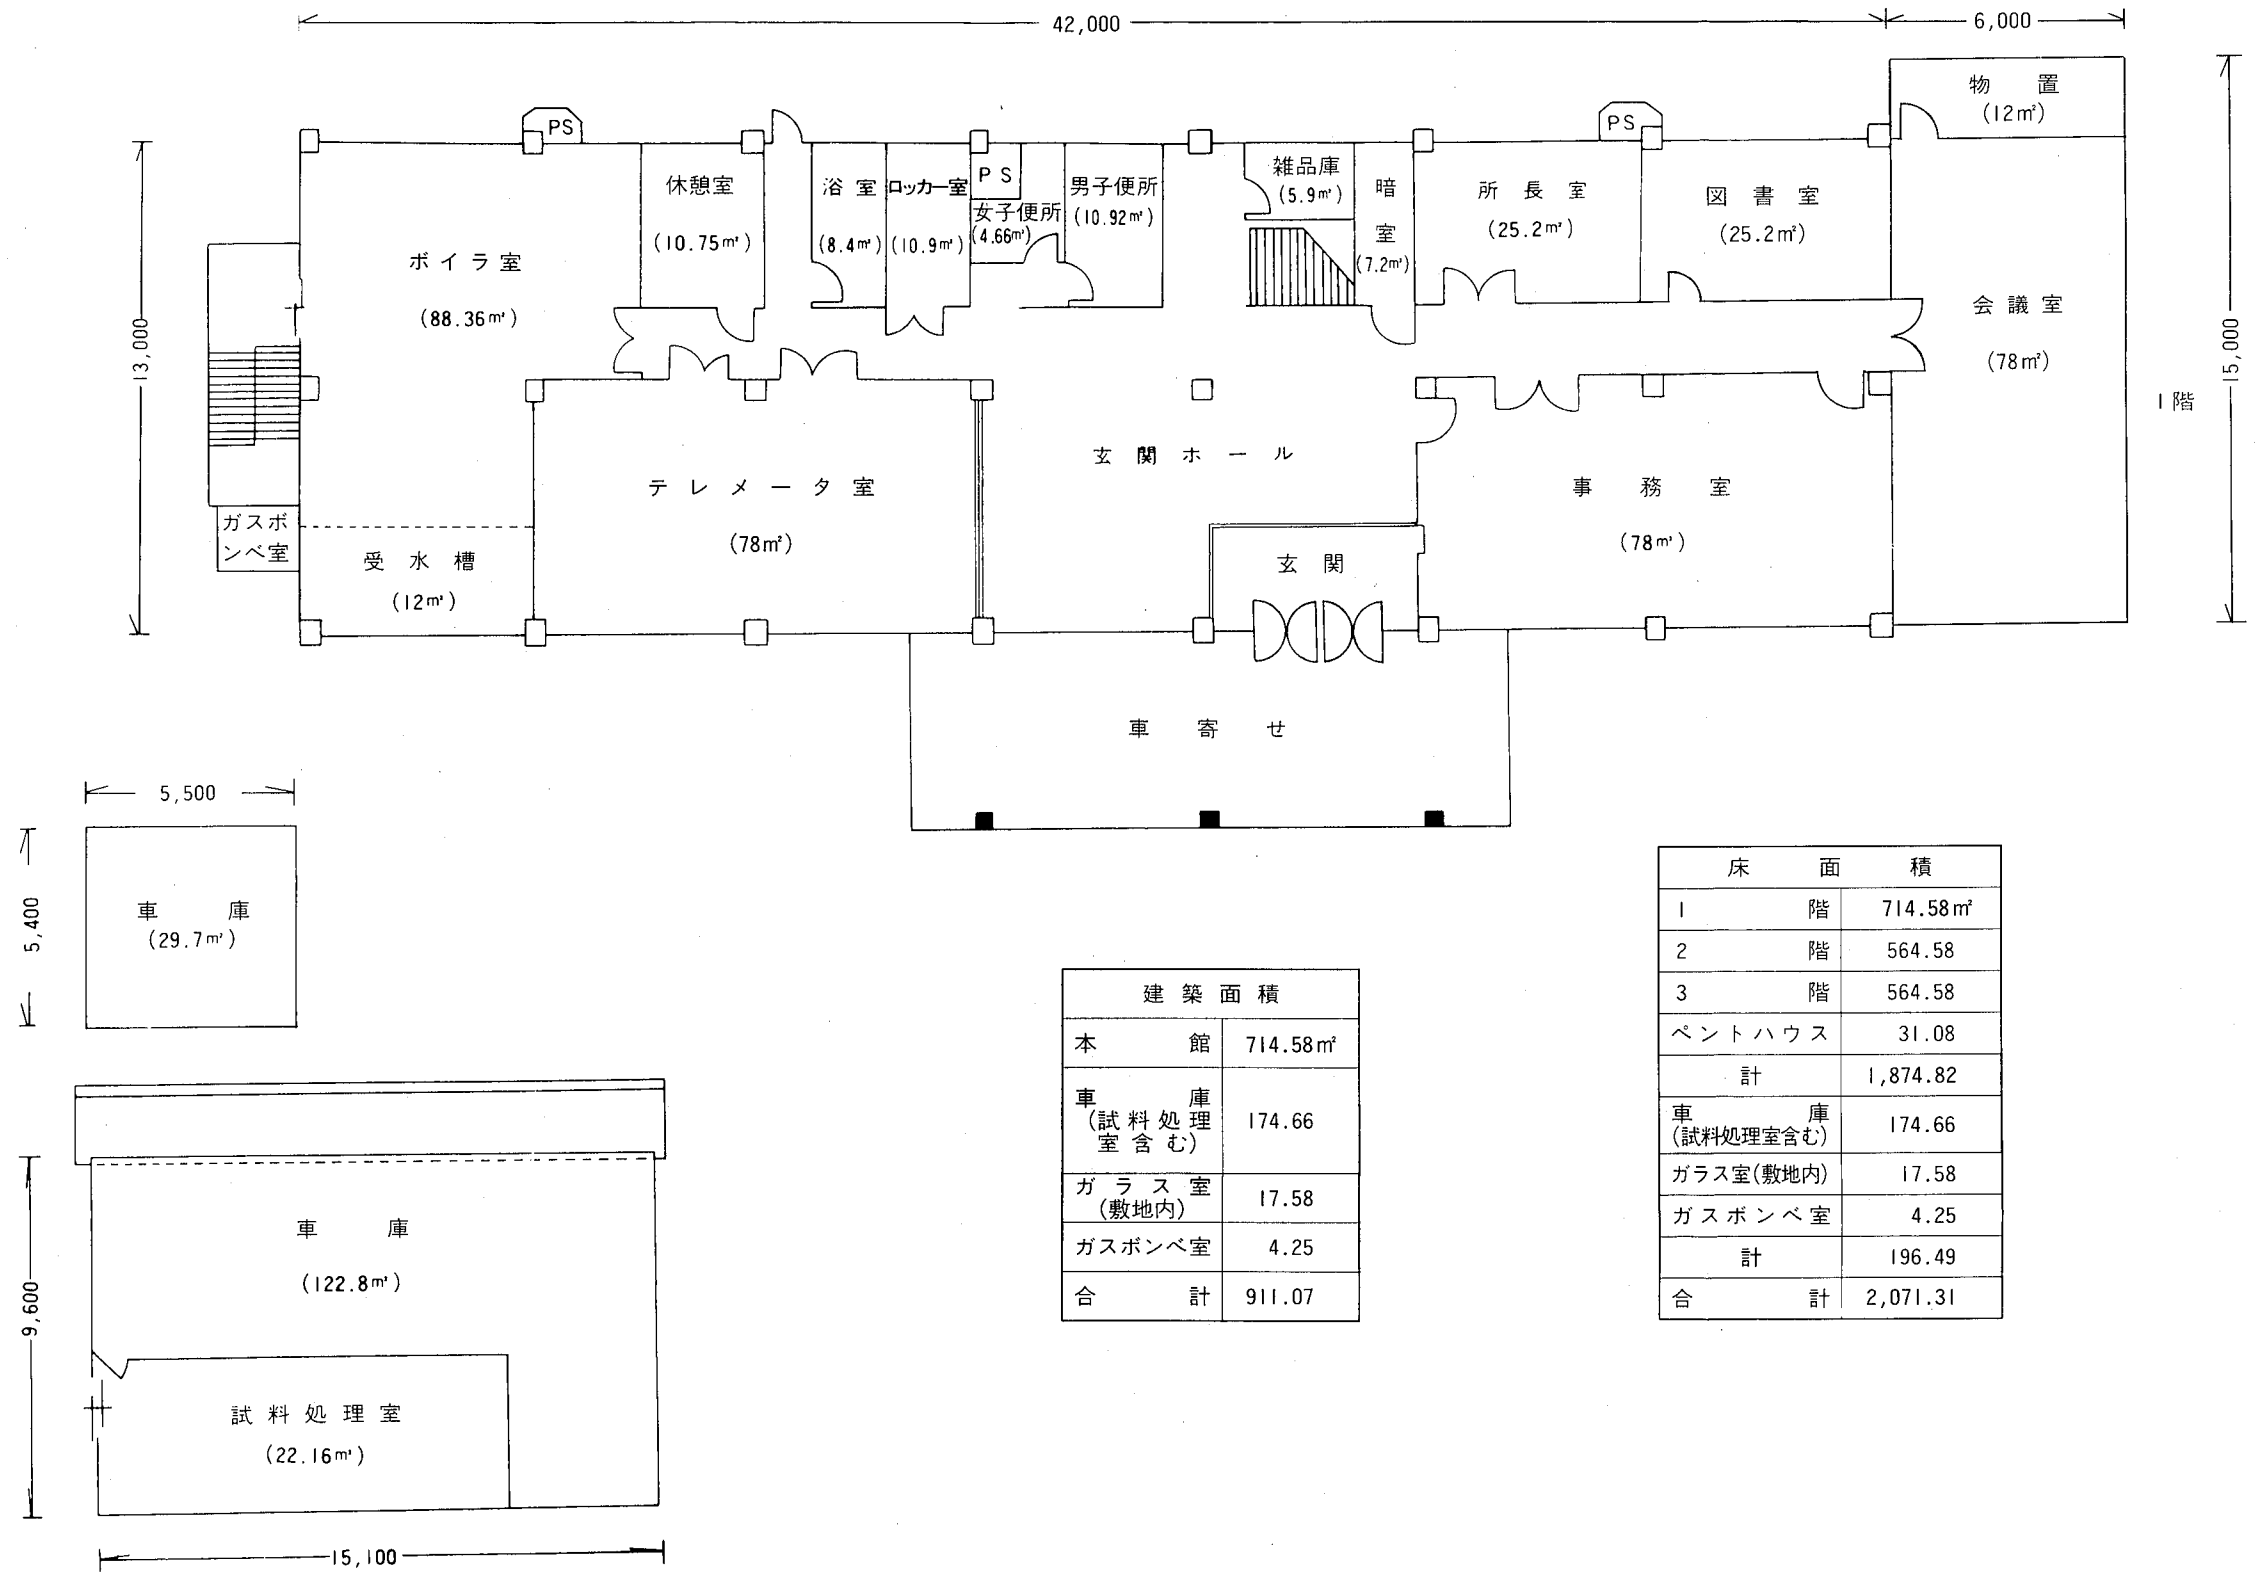 42,000
6,000
物置
(12㎡)
PS
PS
休憩室
(10.75㎡)
浴室
(8.4㎡)
ロッカー室
(10.9㎡)
PS
女子便所
(4.66㎡)
男子便所
(10.92㎡)
雑品庫
(5.9㎡)
暗室
(7.2㎡)
所長室
(25.2㎡)
図書室
(25.2㎡)
ボイラ室
(88.36㎡)
13,000
会議室
(78㎡)
15,000
1階
玄関ホール
テレメータ室
(78㎡)
事務室
(78㎡)
ガスボ
ンベ室
受水槽
(12㎡)
玄関
車寄せ
5,500
5,400
車庫
(29.7㎡)
9,600
車庫
(122.8㎡)
試料処理室
(22.16㎡)
15,100
建築面積
本館 714.58㎡
車庫
(試料処理
室含む) 174.66
ガラス室
(敷地内) 17.58
ガスボンベ室 4.25
合計 911.07
床面積
1階 714.58㎡
2階 564.58
3階 564.58
ペントハウス 31.08
計 1,874.82
車庫
(試料処理室含む) 174.66
ガラス室(敷地内) 17.58
ガスボンベ室 4.25
計 196.49
合計 2,071.31